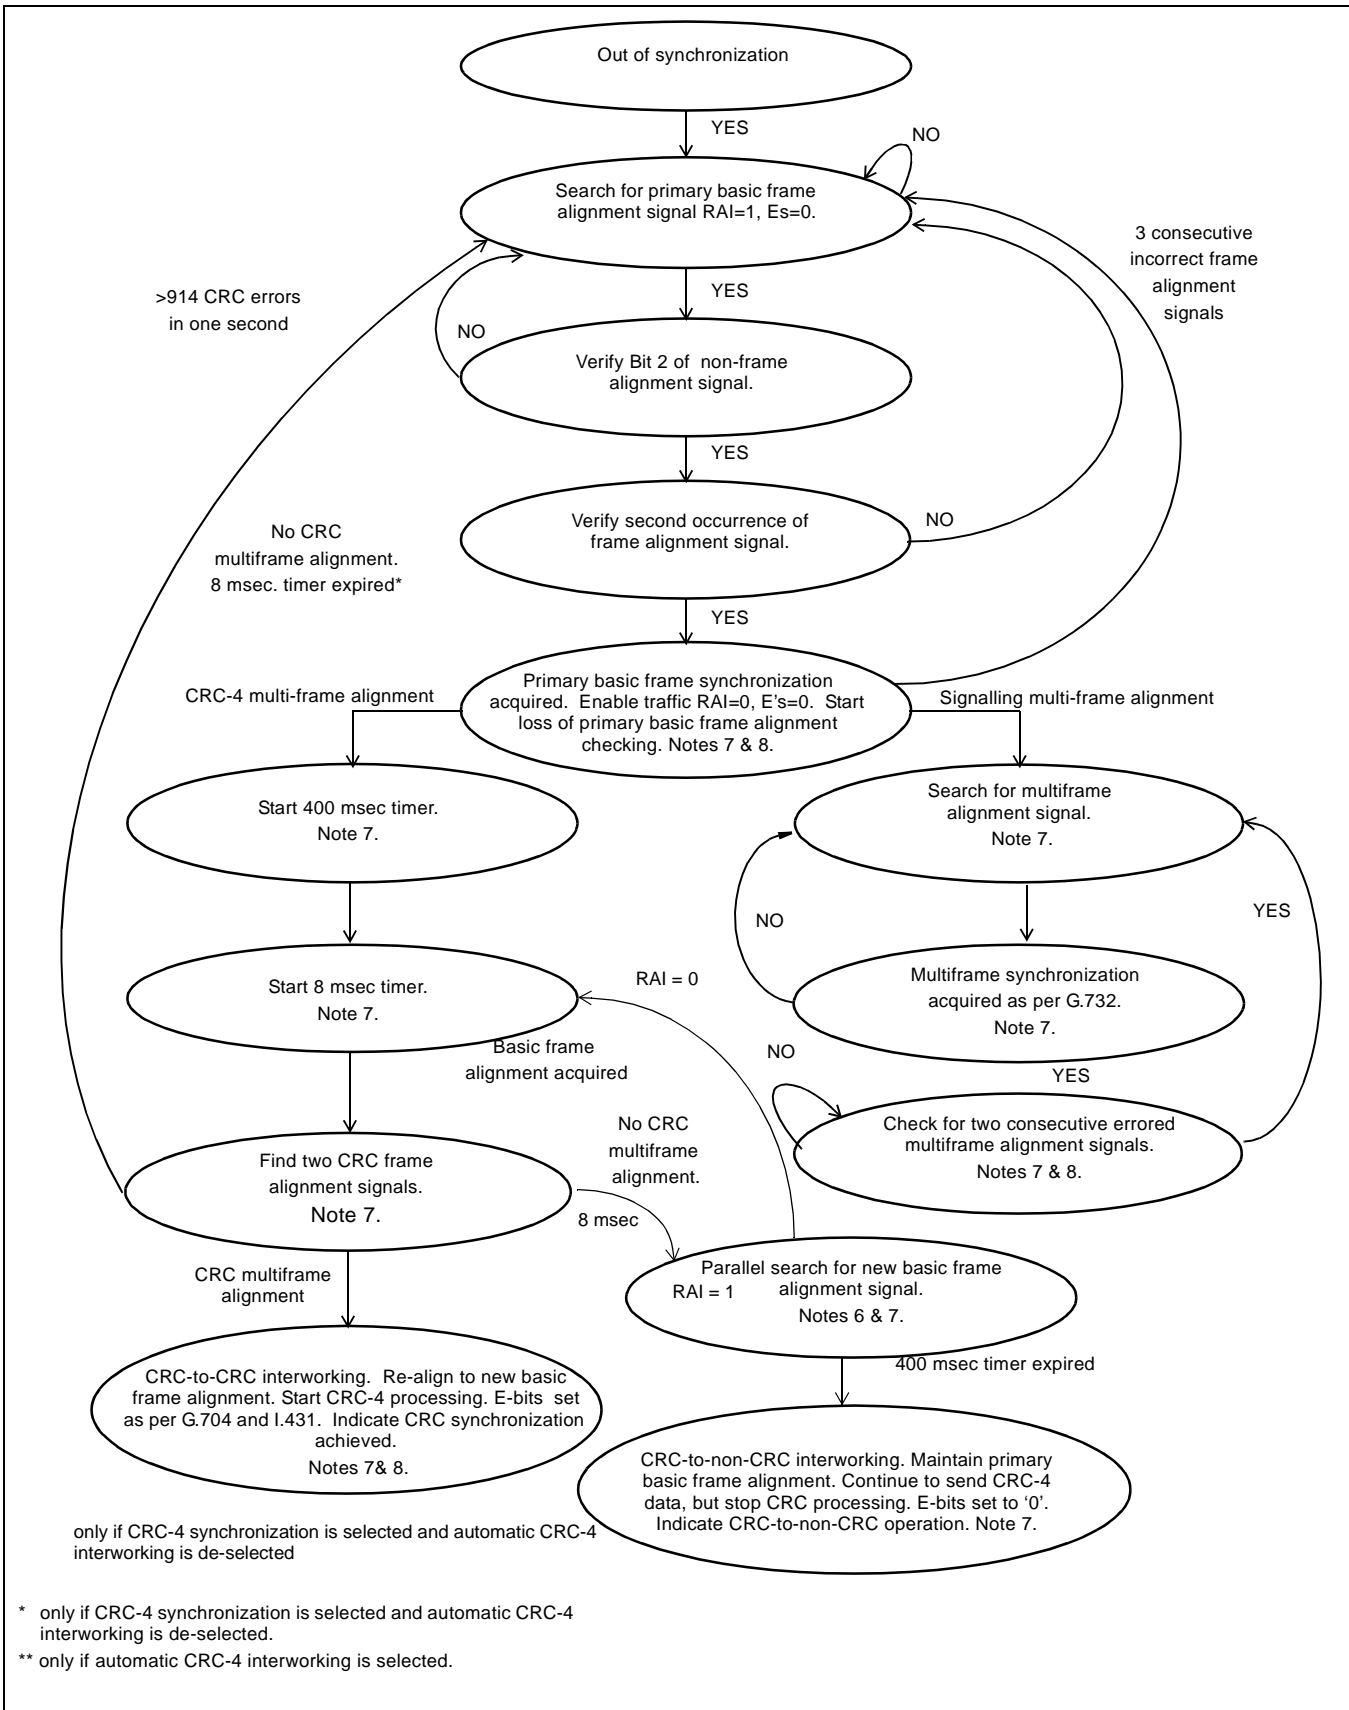 Out of synchronization
YES
NO
Search for primary basic frame
alignment signal RAI=1, Es=0.
3 consecutive
incorrect frame
alignment
signals
>914 CRC errors
in one second
YES
NO
Verify Bit 2 of non-frame
alignment signal.
YES
No CRC
multiframe alignment.
8 msec. timer expired*
Verify second occurrence of
frame alignment signal.
NO
YES
CRC-4 multi-frame alignment
Primary basic frame synchronization
acquired. Enable traffic RAI=0, E's=0. Start
loss of primary basic frame alignment
checking. Notes 7 & 8.
Signalling multi-frame alignment
Start 400 msec timer.
Note 7.
Search for multiframe
alignment signal.
Note 7.
NO
YES
Start 8 msec timer.
Note 7.
RAI = 0
Multiframe synchronization
acquired as per G.732.
Note 7.
Basic frame
alignment acquired
NO
YES
No CRC
multiframe
alignment.
Check for two consecutive errored
multiframe alignment signals.
Notes 7 & 8.
Find two CRC frame
alignment signals.
Note 7.
8 msec
CRC multiframe
alignment
Parallel search for new basic frame
alignment signal.
RAI = 1
Notes 6 & 7.
400 msec timer expired
CRC-to-CRC interworking. Re-align to new basic
frame alignment. Start CRC-4 processing. E-bits set
as per G.704 and I.431. Indicate CRC synchronization
achieved.
Notes 7& 8.
CRC-to-non-CRC interworking. Maintain primary
basic frame alignment. Continue to send CRC-4
data, but stop CRC processing. E-bits set to ‘0’.
Indicate CRC-to-non-CRC operation. Note 7.
only if CRC-4 synchronization is selected and automatic CRC-4
interworking is de-selected
* only if CRC-4 synchronization is selected and automatic CRC-4
interworking is de-selected.
** only if automatic CRC-4 interworking is selected.